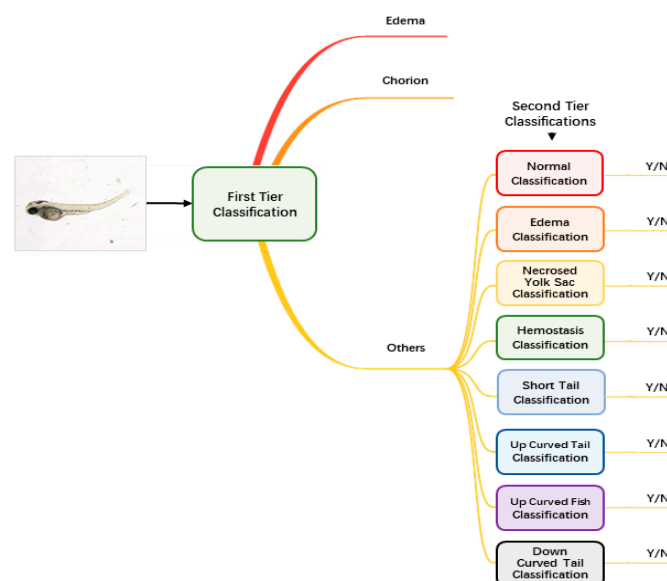 Edema
Chorion
Second Tier
Classifications
First Tier
Classification
Others
Normal
Classification
Y/N
Edema
Classification
Y/N
Necrosed
Yolk Sac
Classification
Y/N
Hemostasis
Classification
Y/N
Short Tail
Classification
Y/N
Up Curved Tail
Classification
Y/N
Up Curved Fish
Classification
Y/N
Down
Curved Tail
Classification
Y/N